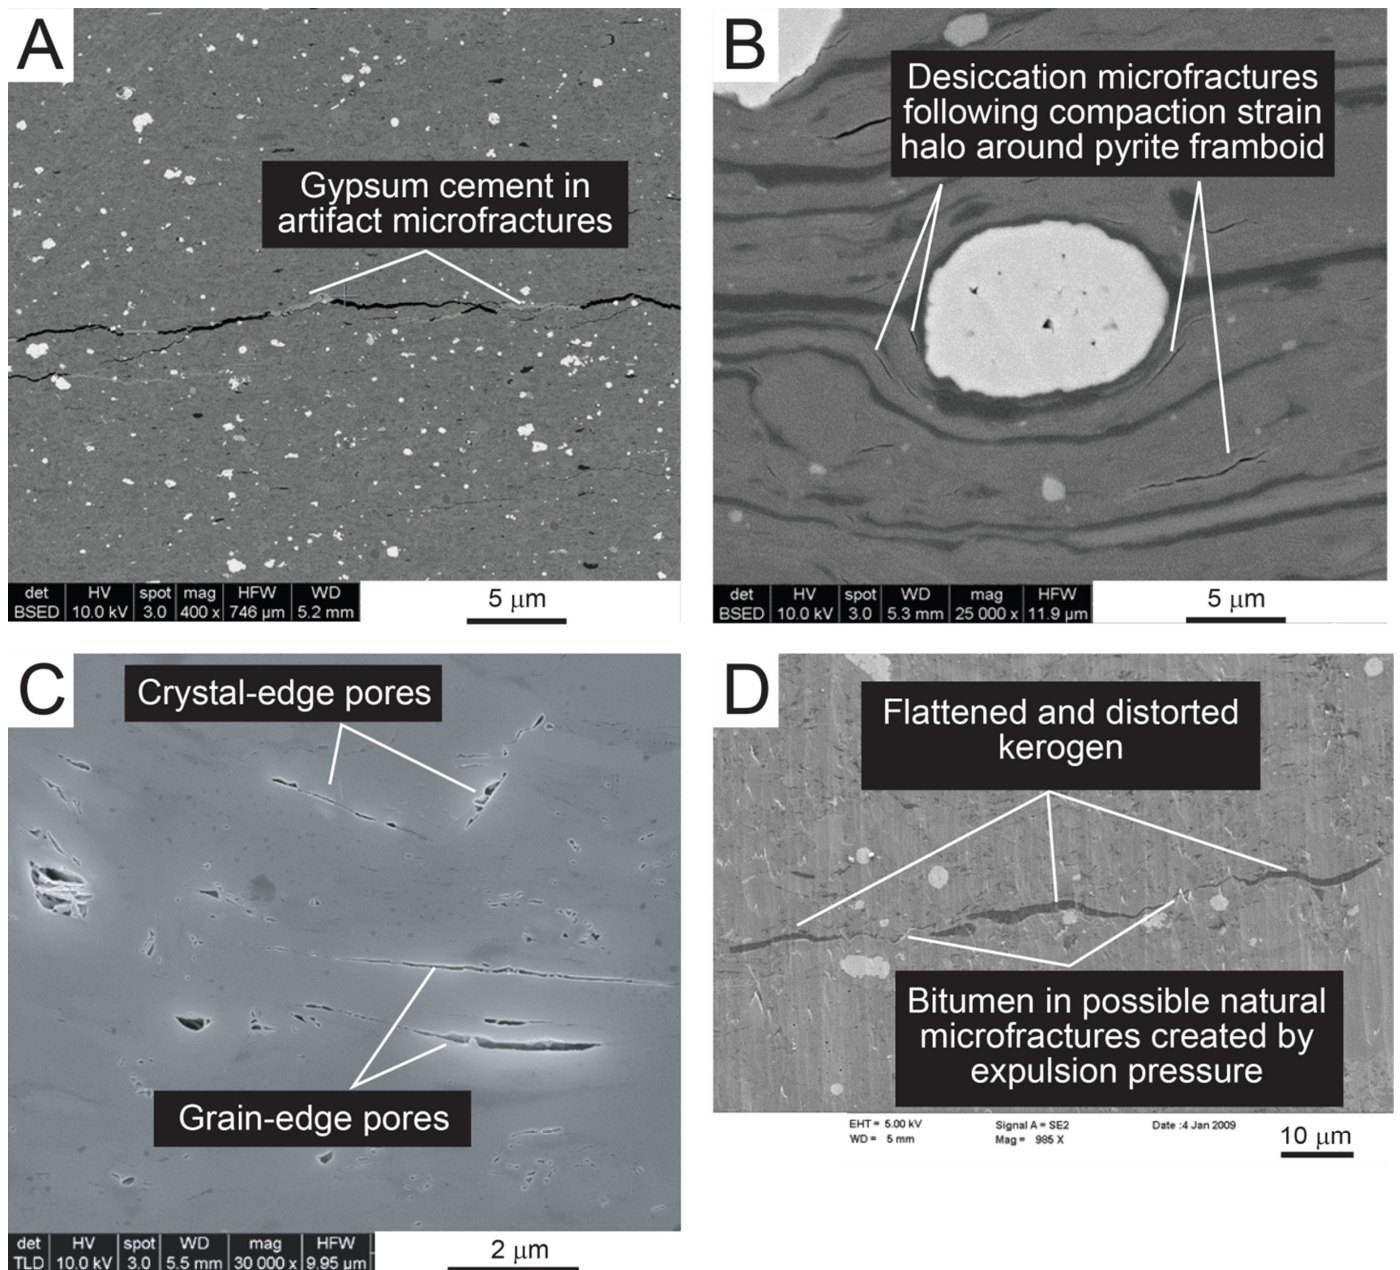 A
Gypsum cement in
artifact microfractures
det HV spot mag HFW WD
BSED 10.0 kV 3.0 400 x 746 µm 5.2 mm
5 µm
B
Desiccation microfractures
following compaction strain
halo around pyrite framboid
det HV spot WD mag HFW
BSED 10.0 kV 3.0 5.3 mm 25 000 x 11.9 µm
5 µm
C
Crystal-edge pores
Grain-edge pores
det HV spot WD mag HFW
TLD 10.0 kV 3.0 5.5 mm 30 000 x 9.95 µm
2 µm
D
Flattened and distorted
kerogen
Bitumen in possible natural
microfractures created by
expulsion pressure
EHT = 5.00 kV Signal A = SE2 Date :4 Jan 2009
WD = 5 mm Mag = 985 X
10 µm